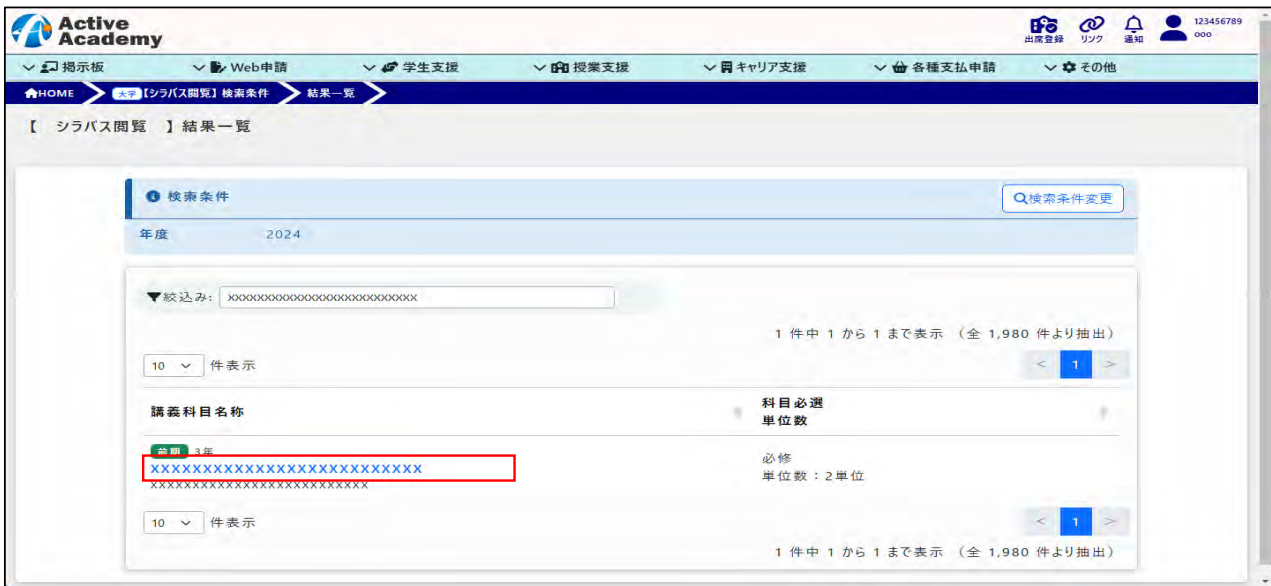 Active Academy
出席登録 リンク 通知 123456789 ooo
掲示板 Web申請 学生支援 授業支援 キャリア支援 各種支払申請 その他
HOME 大学【シラバス閲覧】検索条件 結果一覧
【 シラバス閲覧 】結果一覧
検索条件 検索条件変更
年度 2024
絞込み: xxxxxxxxxxxxxxxxxxxxxxxxxxx
1 件中 1 から 1 まで表示 (全 1,980 件より抽出)
10 件表示 < 1 >
講義科目名称 科目必選
単位数
前期 3年
XXXXXXXXXXXXXXXXXXXXXXXXXX 必修
XXXXXXXXXXXXXXXXXXXXXXXXXX 単位数:2単位
10 件表示 < 1 >
1 件中 1 から 1 まで表示 (全 1,980 件より抽出)